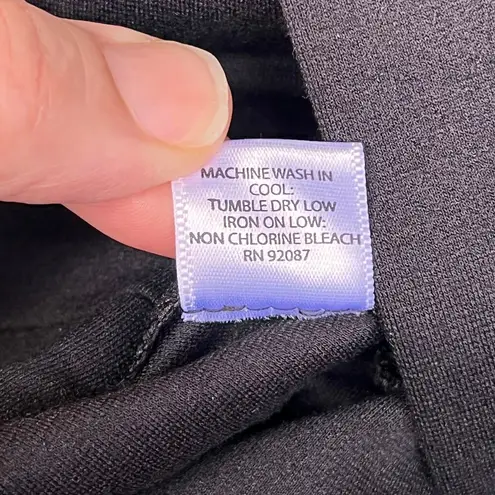 MACHINE WASH IN
COOL:
TUMBLE DRY LOW
IRON ON LOW:
NON CHLORINE BLEACH
RN 92087